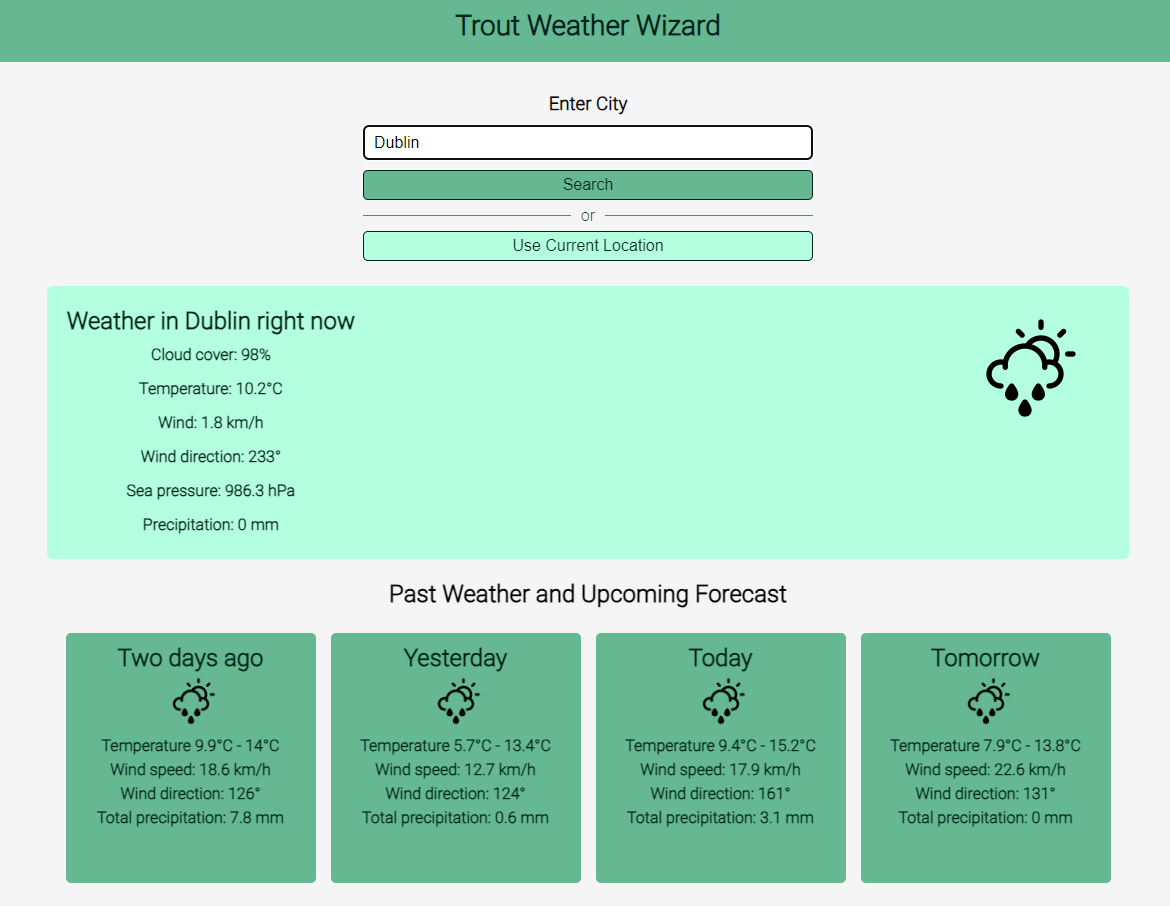 Trout Weather Wizard
Enter City
Dublin
Search
or
Use Current Location
Weather in Dublin right now
Cloud cover: 98%
Temperature: 10.2°C
Wind: 1.8 km/h
Wind direction: 233°
Sea pressure: 986.3 hPa
Precipitation: 0 mm
Past Weather and Upcoming Forecast
Two days ago
Temperature 9.9°C - 14°C
Wind speed: 18.6 km/h
Wind direction: 126°
Total precipitation: 7.8 mm
Yesterday
Temperature 5.7°C - 13.4°C
Wind speed: 12.7 km/h
Wind direction: 124°
Total precipitation: 0.6 mm
Today
Temperature 9.4°C - 15.2°C
Wind speed: 17.9 km/h
Wind direction: 161°
Total precipitation: 3.1 mm
Tomorrow
Temperature 7.9°C - 13.8°C
Wind speed: 22.6 km/h
Wind direction: 131°
Total precipitation: 0 mm